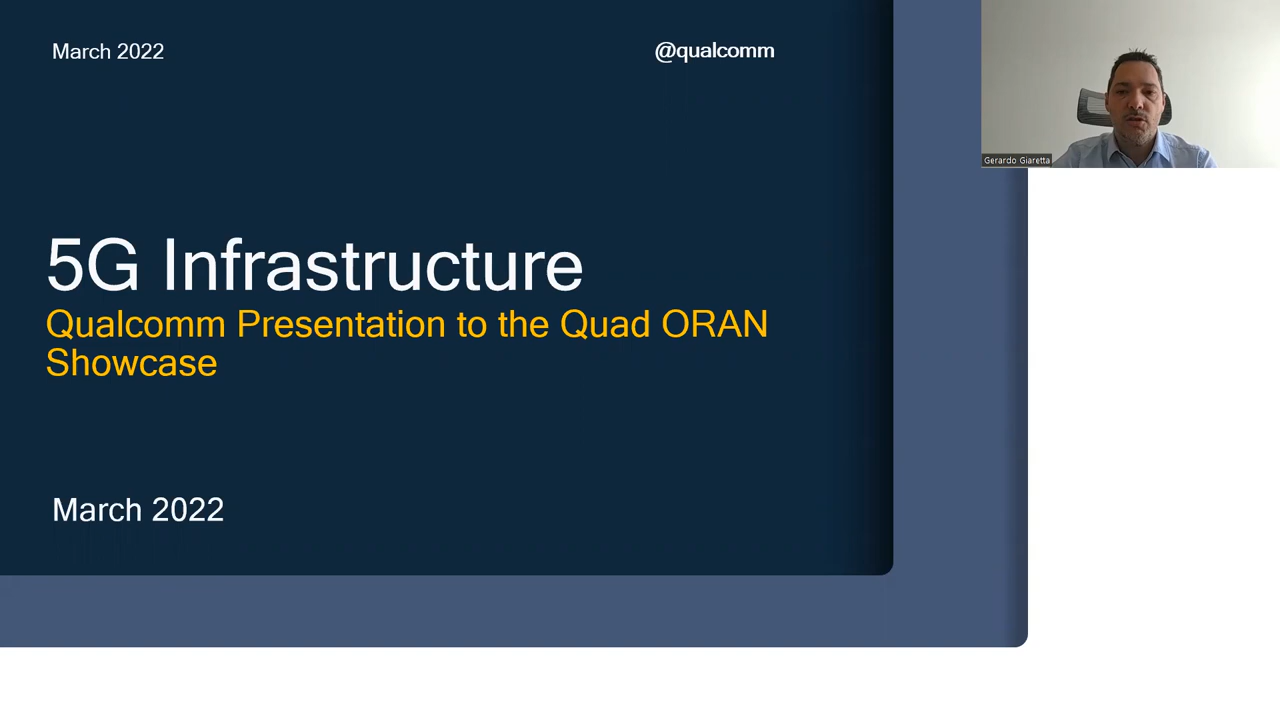 March 2022
@qualcomm
Gerardo Giaretta
5G Infrastructure
Qualcomm Presentation to the Quad ORAN
Showcase
March 2022